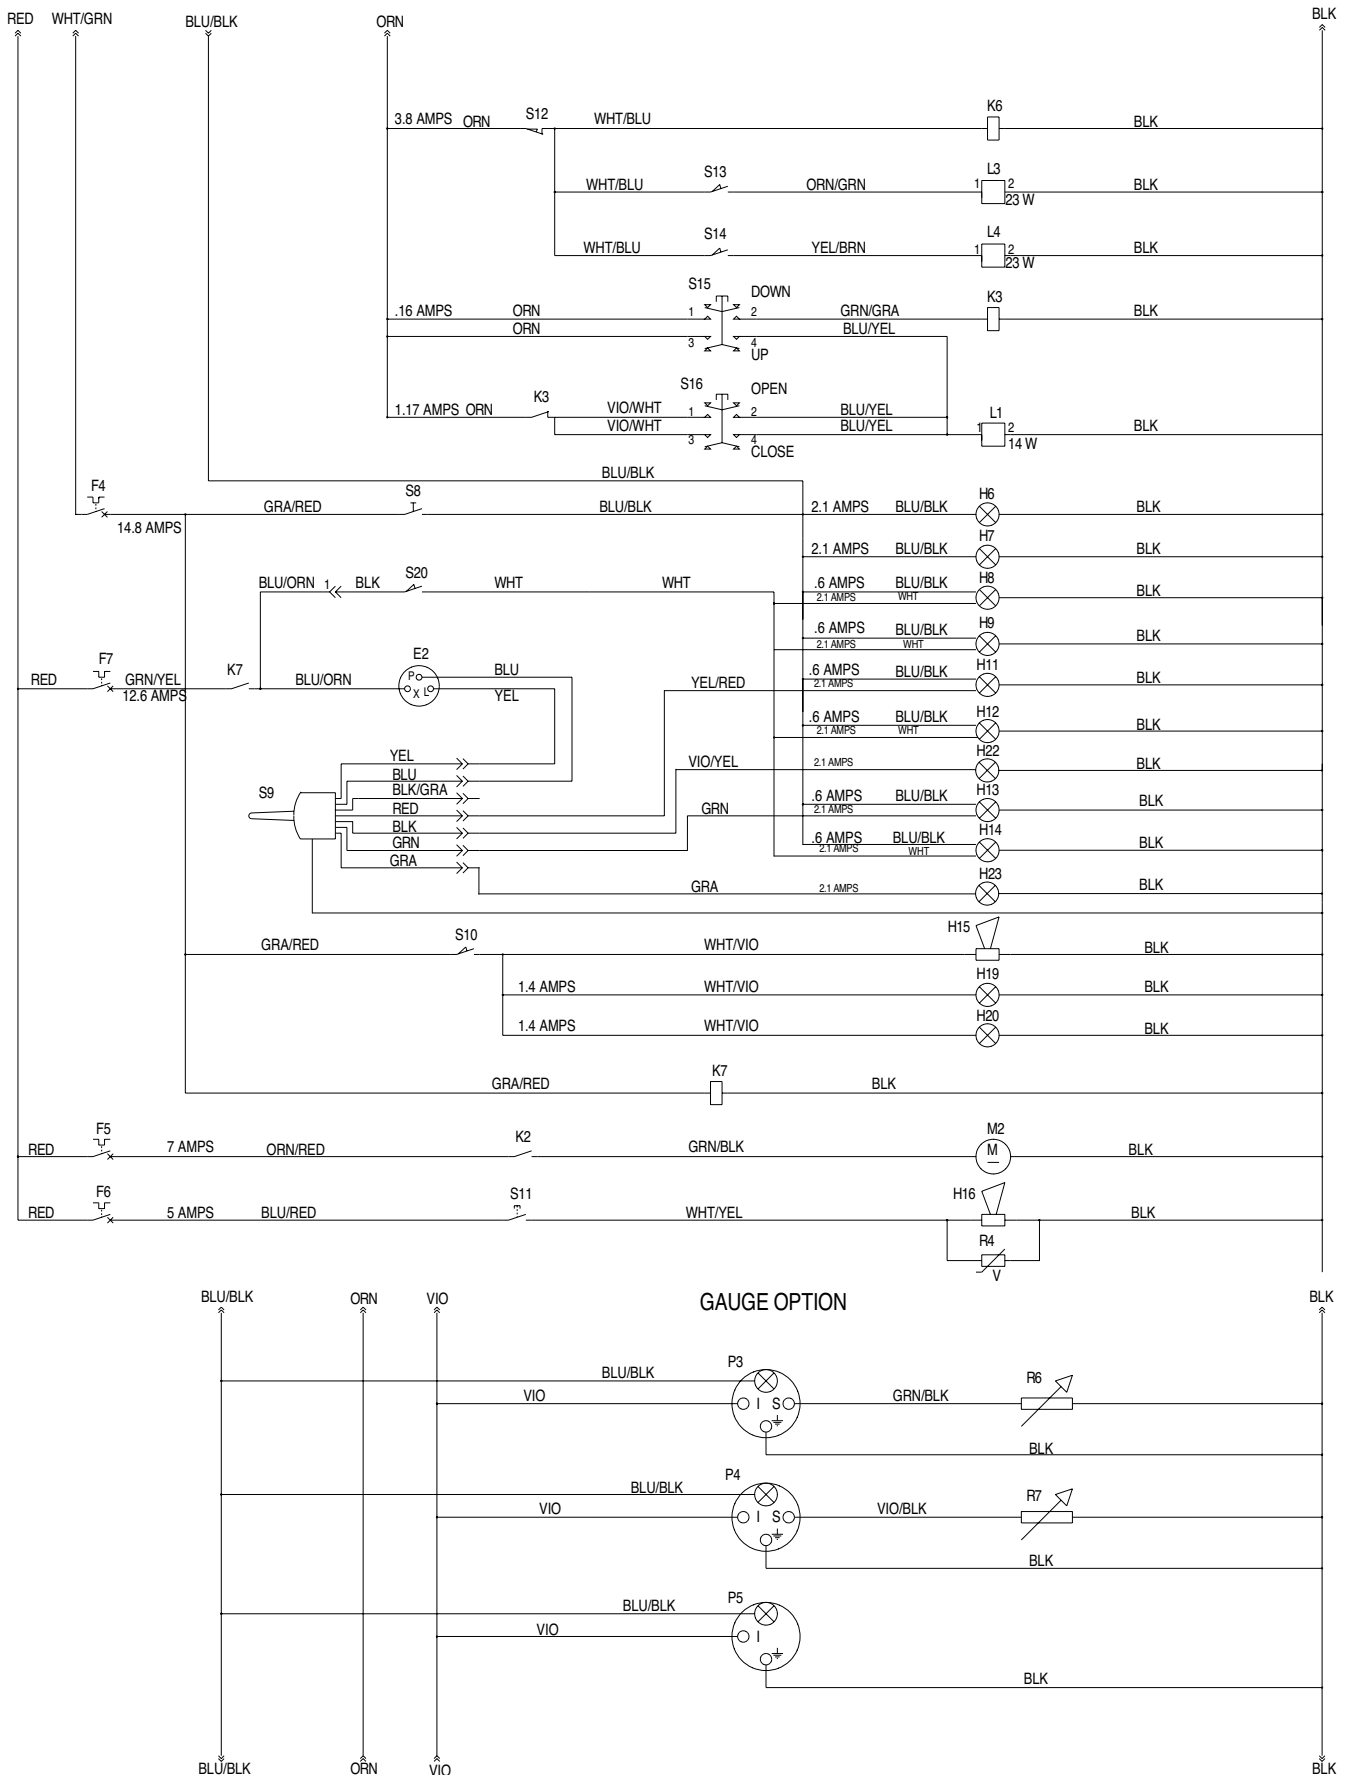 RED WHT/GRN BLU/BLK ORN BLK
3.8 AMPS ORN S12 WHT/BLU K6 BLK
WHT/BLU S13 ORN/GRN 1 L3 2 BLK
23 W
WHT/BLU S14 YEL/BRN 1 L4 2 BLK
23 W
S15 DOWN
.16 AMPS ORN 1 2 GRN/GRA K3 BLK
ORN 3 4 BLU/YEL
UP
S16 OPEN
1.17 AMPS ORN K3 VIO/WHT 1 2 BLU/YEL
VIO/WHT 3 4 BLU/YEL 1 L1 2 BLK
CLOSE 14 W
BLU/BLK
F4 GRA/RED S8 BLU/BLK 2.1 AMPS BLU/BLK H6 BLK
14.8 AMPS
2.1 AMPS BLU/BLK H7 BLK
BLU/ORN 1 BLK S20 WHT WHT .6 AMPS BLU/BLK H8 BLK
2.1 AMPS WHT
.6 AMPS BLU/BLK H9 BLK
2.1 AMPS WHT
RED F7 GRN/YEL K7 BLU/ORN E2 P X L BLU
12.6 AMPS YEL
YEL/RED .6 AMPS BLU/BLK H11 BLK
2.1 AMPS
.6 AMPS BLU/BLK H12 BLK
2.1 AMPS WHT
YEL VIO/YEL 2.1 AMPS H22 BLK
BLU
S9 BLK/GRA
RED GRN .6 AMPS BLU/BLK H13 BLK
2.1 AMPS
BLK
GRN .6 AMPS BLU/BLK H14 BLK
2.1 AMPS WHT
GRA
GRA 2.1 AMPS H23 BLK
GRA/RED S10 WHT/VIO H15 BLK
1.4 AMPS WHT/VIO H19 BLK
1.4 AMPS WHT/VIO H20 BLK
GRA/RED K7 BLK
RED F5 7 AMPS ORN/RED K2 GRN/BLK M2 M BLK
RED F6 5 AMPS BLU/RED S11 WHT/YEL H16 BLK
R4
V
BLU/BLK ORN VIO GAUGE OPTION BLK
BLU/BLK P3
VIO I S GRN/BLK R6
BLK
BLU/BLK P4
VIO I S VIO/BLK R7
BLK
BLU/BLK P5
VIO I
BLK
BLU/BLK ORN VIO BLK